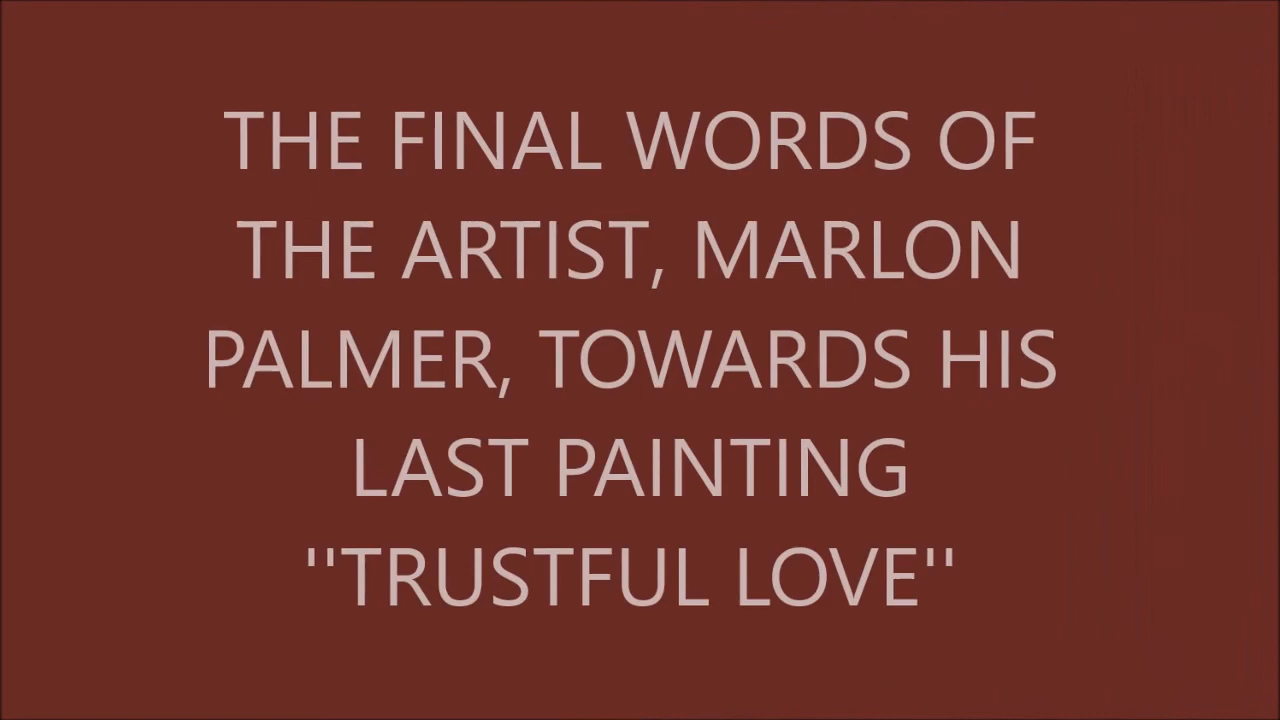 THE FINAL WORDS OF
THE ARTIST, MARLON
PALMER, TOWARDS HIS
LAST PAINTING
''TRUSTFUL LOVE''